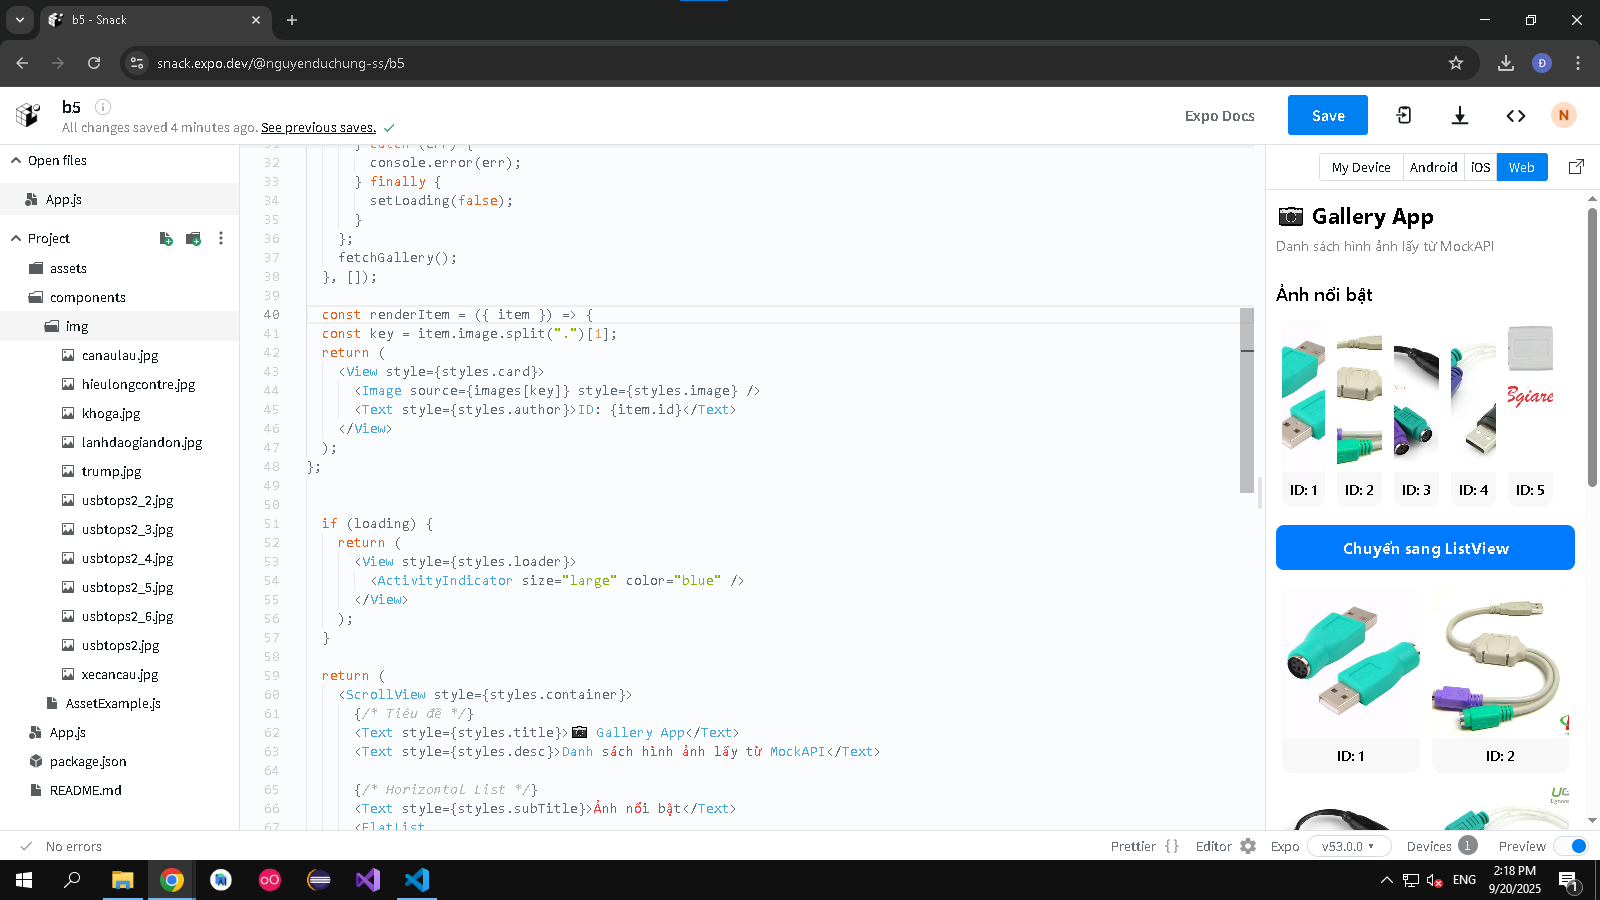 b5 - Snack
snack.expo.dev/@nguyenduchung-ss/b5
Đ
b5
All changes saved 4 minutes ago. See previous saves.
Expo Docs
Save
N
Open files
App.js
Project
assets
components
img
canaulau.jpg
hieulongcontre.jpg
khoga.jpg
lanhdaogiandon.jpg
trump.jpg
usbtops2_2.jpg
usbtops2_3.jpg
usbtops2_4.jpg
usbtops2_5.jpg
usbtops2_6.jpg
usbtops2.jpg
xecancau.jpg
AssetExample.js
App.js
package.json
README.md
31 } catch (err) {
32 console.error(err);
33 } finally {
34 setLoading(false);
35 }
36 };
37 fetchGallery();
38 }, []);
39
40 const renderItem = ({ item }) => {
41 const key = item.image.split(".")[1];
42 return (
43 <View style={styles.card}>
44 <Image source={images[key]} style={styles.image} />
45 <Text style={styles.author}>ID: {item.id}</Text>
46 </View>
47 );
48 };
49
50
51 if (loading) {
52 return (
53 <View style={styles.loader}>
54 <ActivityIndicator size="large" color="blue" />
55 </View>
56 );
57 }
58
59 return (
60 <ScrollView style={styles.container}>
61 {/* Tiêu đề */}
62 <Text style={styles.title}>📷 Gallery App</Text>
63 <Text style={styles.desc}>Danh sách hình ảnh lấy từ MockAPI</Text>
64
65 {/* Horizontal List */}
66 <Text style={styles.subTitle}>Ảnh nổi bật</Text>
67 <FlatList
My Device Android iOS Web
📷 Gallery App
Danh sách hình ảnh lấy từ MockAPI
Ảnh nổi bật
3giare
ID: 1 ID: 2 ID: 3 ID: 4 ID: 5
Chuyển sang ListView
ID: 1 ID: 2
No errors
Prettier {} Editor Expo v53.0.0 Devices 1 Preview
ENG
2:18 PM
9/20/2025
1